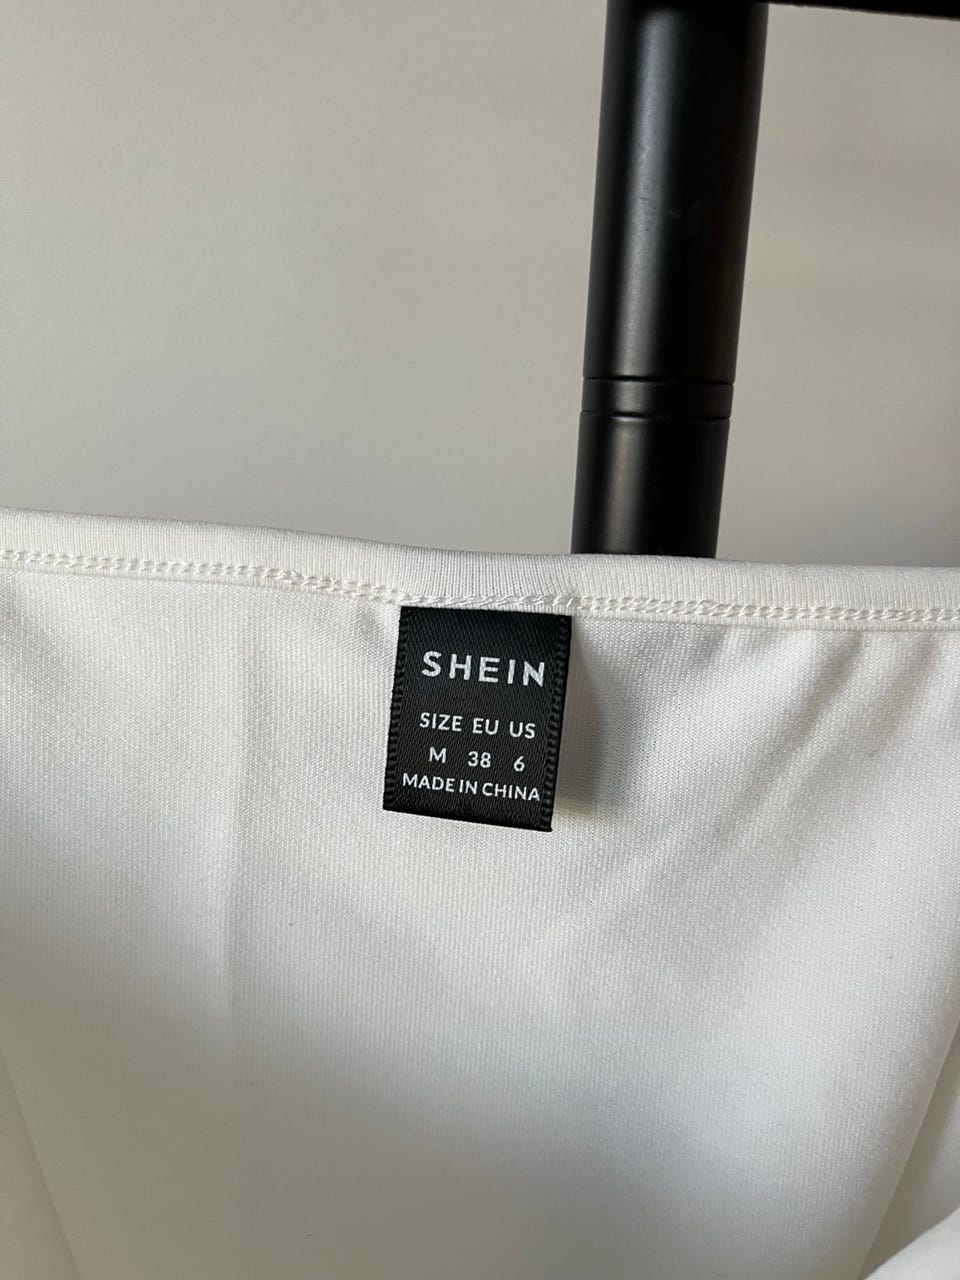 SHEIN
SIZE EU US
M 38 6
MADE IN CHINA